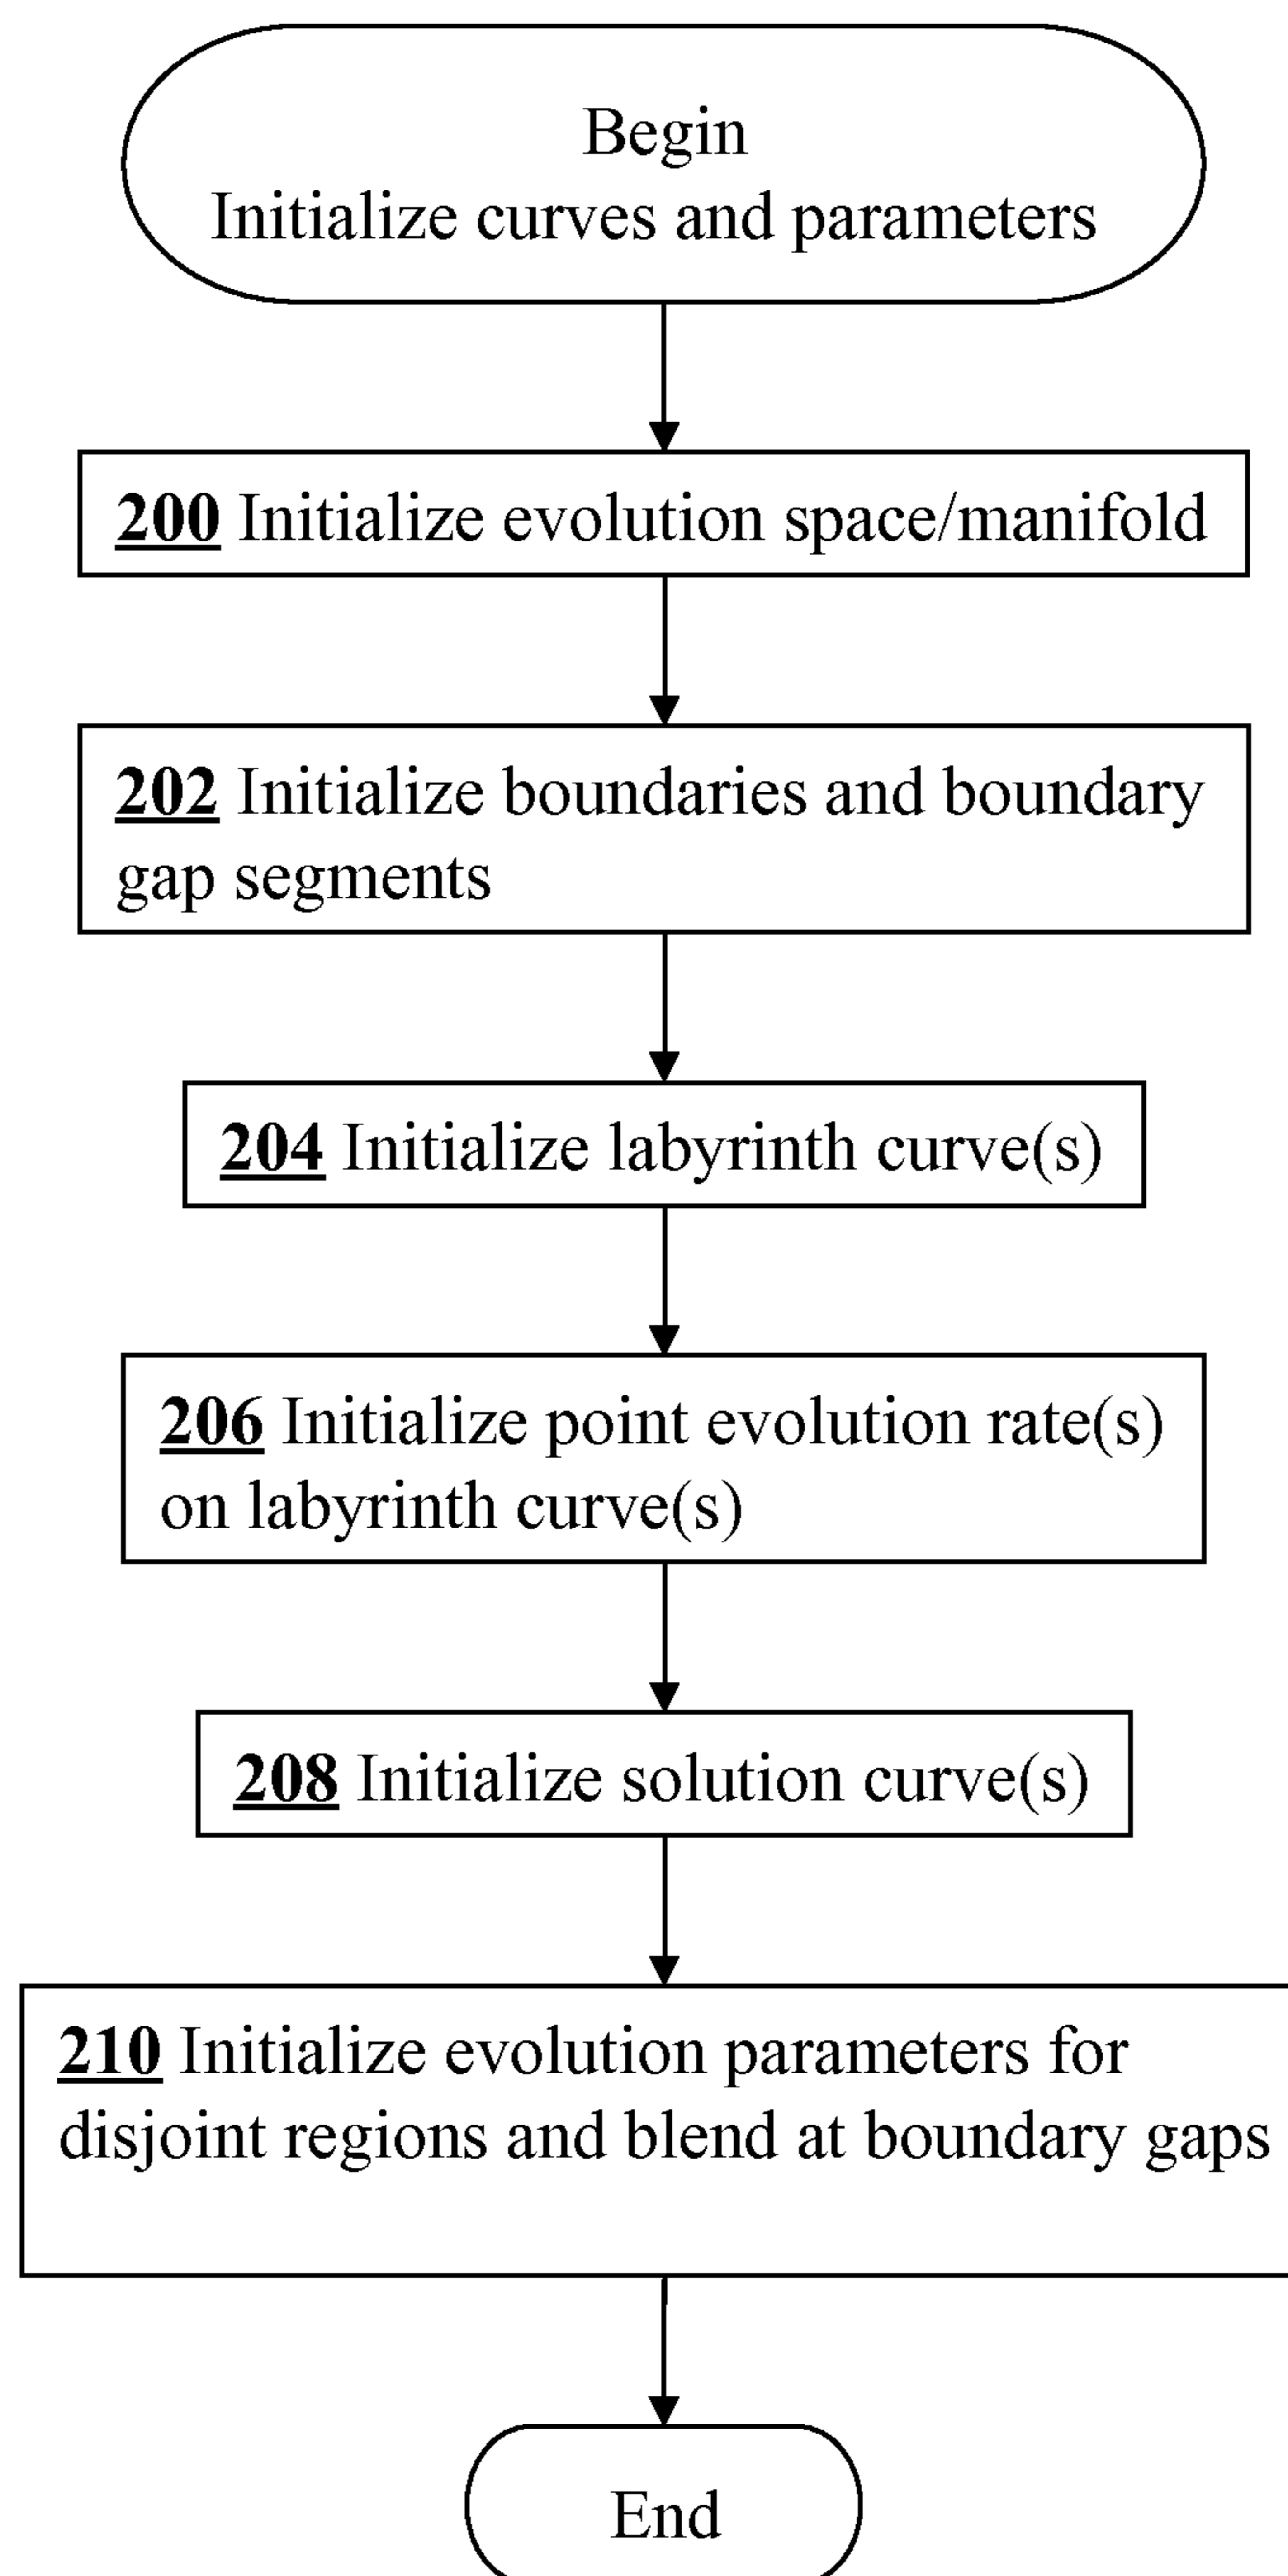 Begin
Initialize curves and parameters
200 Initialize evolution space/manifold
202 Initialize boundaries and boundary
gap segments
204 Initialize labyrinth curve(s)
206 Initialize point evolution rate(s)
on labyrinth curve(s)
208 Initialize solution curve(s)
210 Initialize evolution parameters for
disjoint regions and blend at boundary gaps
End